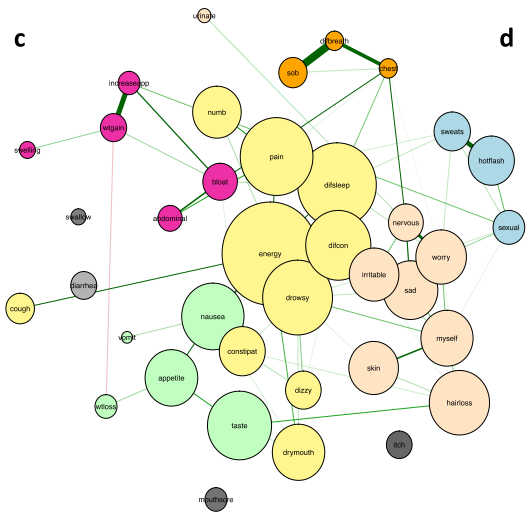 urinate
c
d
difbreath
sob
chest
increaseapp
numb
wtgain
sweats
swelling
pain
hotflash
bloat
difsleep
swallow
abdominal
nervous
sexual
energy
difcon
worry
irritable
diarrhea
sad
drowsy
cough
nausea
vomit
constipat
myself
skin
appetite
dizzy
wtloss
hairloss
taste
itch
drymouth
mouthsore